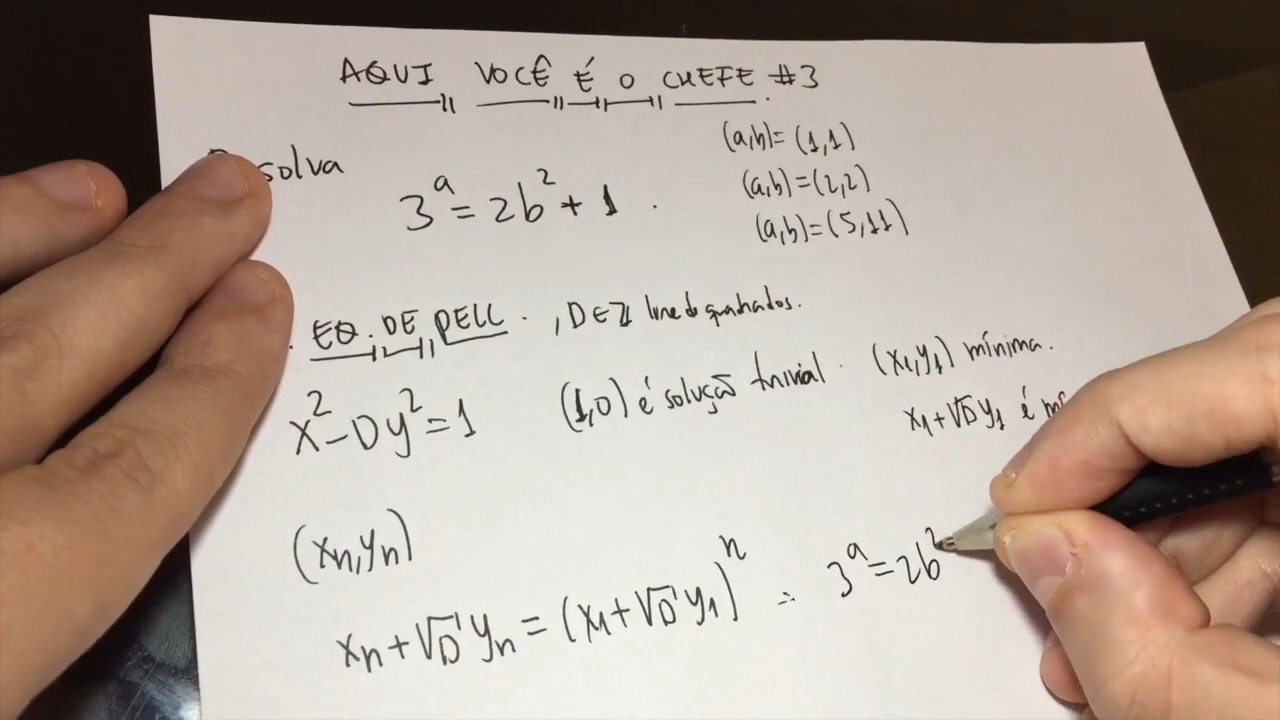 AQUI VOCÊ É O CHEFE #3
solva
3^a = 2b^2 + 1 .
(a,b)=(1,1)
(a,b)=(2,2)
(a,b)=(5,11)
EQ. DE PELL. , D ∈ ℤ livre de quadrados.
x^2 - Dy^2 = 1
(1,0) é solução trivial. (x1,y1) mínima.
x1+√D y1 é
(xn,yn)
xn + √D yn = (x1 + √D y1)^n ∴ 3^a = 2b^2